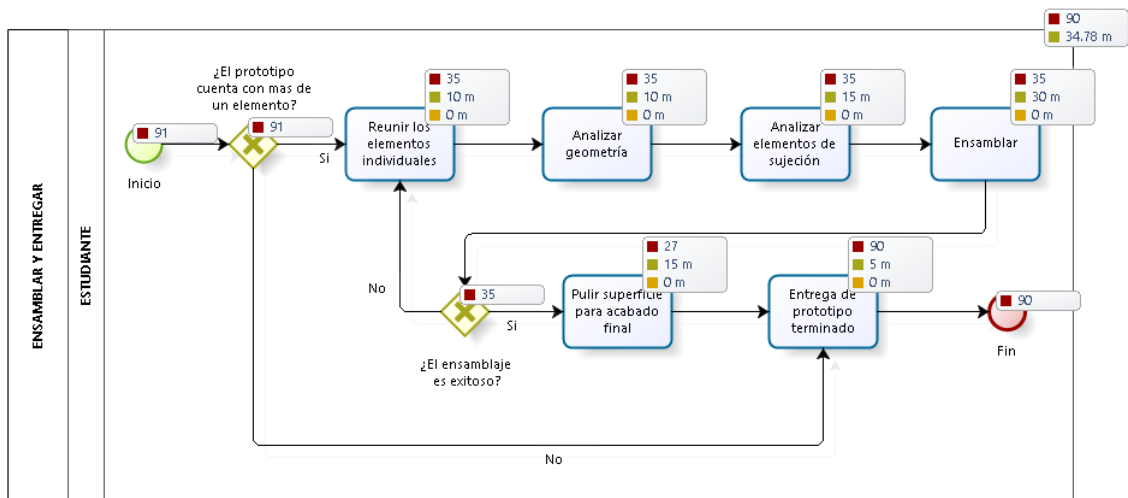 90
34.78 m
ENSAMBLAR Y ENTREGAR
ESTUDIANTE
91
Inicio
¿El prototipo
cuenta con mas de
un elemento?
91
Si
35
10 m
0 m
Reunir los
elementos
individuales
35
10 m
0 m
Analizar
geometría
35
15 m
0 m
Analizar
elementos de
sujeción
35
30 m
0 m
Ensamblar
No
35
Si
¿El ensamblaje
es exitoso?
27
15 m
0 m
Pulir superficie
para acabado
final
90
5 m
0 m
Entrega de
prototipo
terminado
90
Fin
No